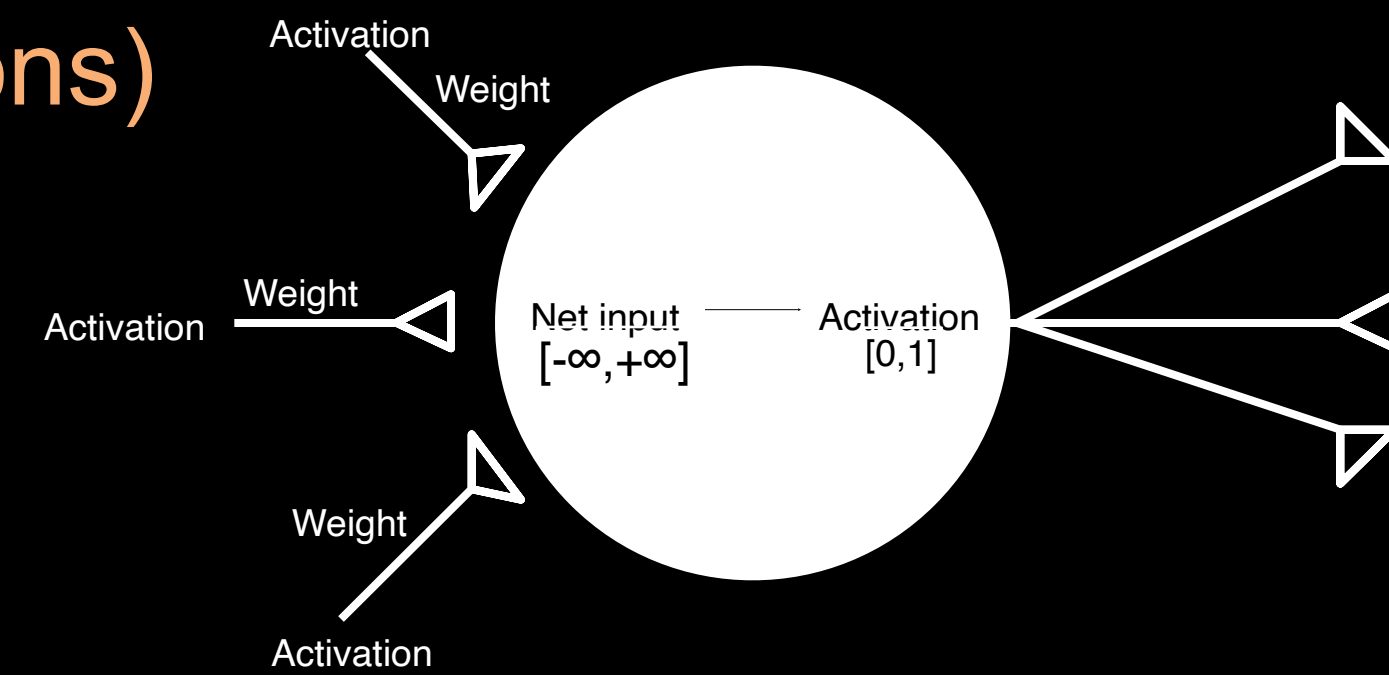 ons)
Activation
Weight
Weight
Activation
Net input
[-∞,+∞]
Activation
[0,1]
Weight
Activation